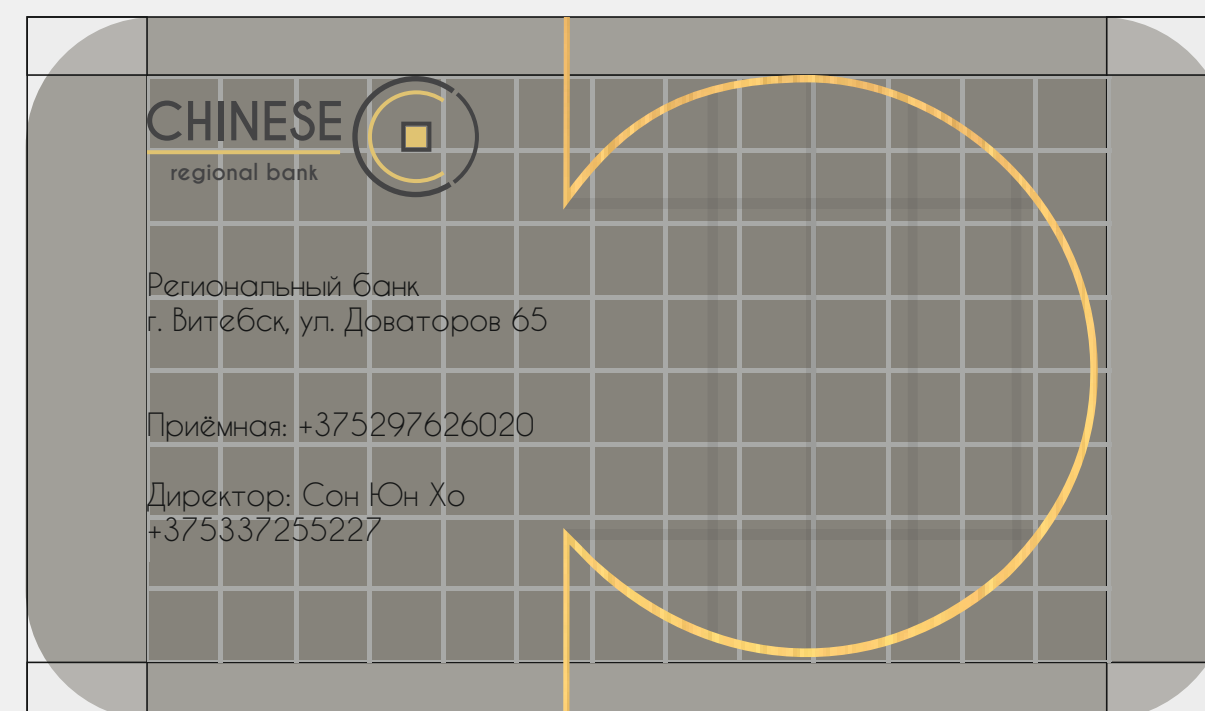 CHINESE
regional bank
Региональный банк
г. Витебск, ул. Доваторов 65
Приёмная: +375297626020
Директор: Сон Юн Хо
+375337255227